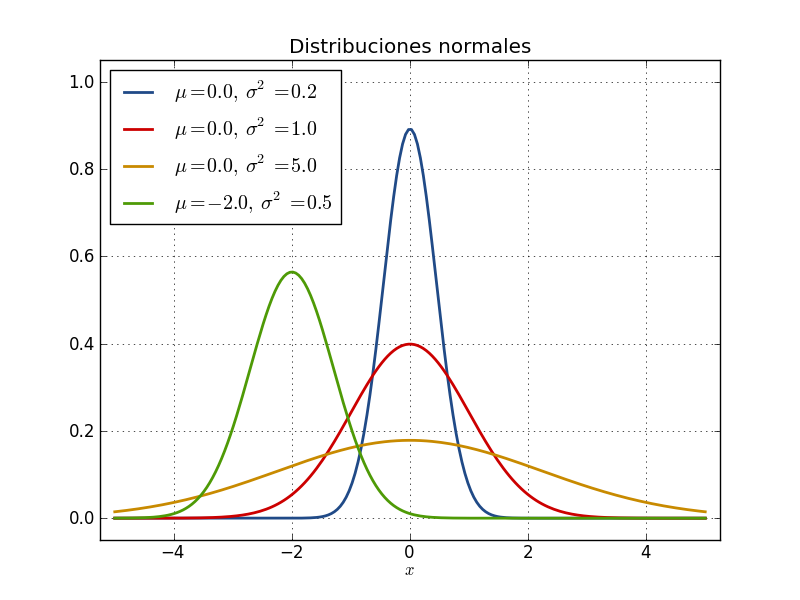 Distribuciones normales
μ=0.0, σ² =0.2
μ=0.0, σ² =1.0
μ=0.0, σ² =5.0
μ=−2.0, σ² =0.5
1.0
0.8
0.6
0.4
0.2
0.0
−4 −2 0 2 4
x